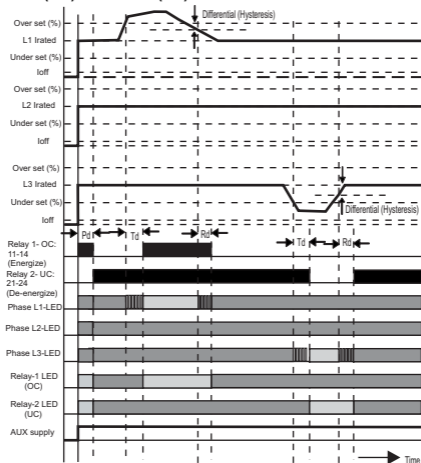 Over set (%)
Differential (Hysteresis)
L1 Irated
Under set (%)
Ioff
Over set (%)
L2 Irated
Under set (%)
Ioff
Over set (%)
L3 Irated
Under set (%)
Differential (Hysteresis)
Ioff
Pd
Td
Rd
Td
Rd
Relay 1- OC:
11-14
(Energize)
Relay 2- UC:
21-24
(De-energize)
Phase L1-LED
Phase L2-LED
Phase L3-LED
Relay-1 LED
(OC)
Relay-2 LED
(UC)
AUX supply
Time